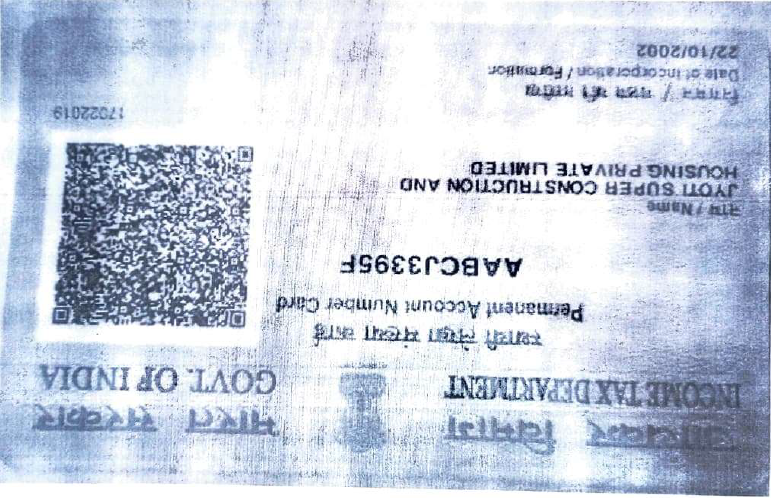 आयकर विभाग
INCOME TAX DEPARTMENT
भारत सरकार
GOVT. OF INDIA
स्थायी लेखा संख्या कार्ड
Permanent Account Number Card
AABCJ3395F
नाम / Name
JYOTI SUPER CONSTRUCTION AND
HOUSING PRIVATE LIMITED
निगमन / गठन की तारीख
Date of Incorporation / Formation
22/10/2002
17022019